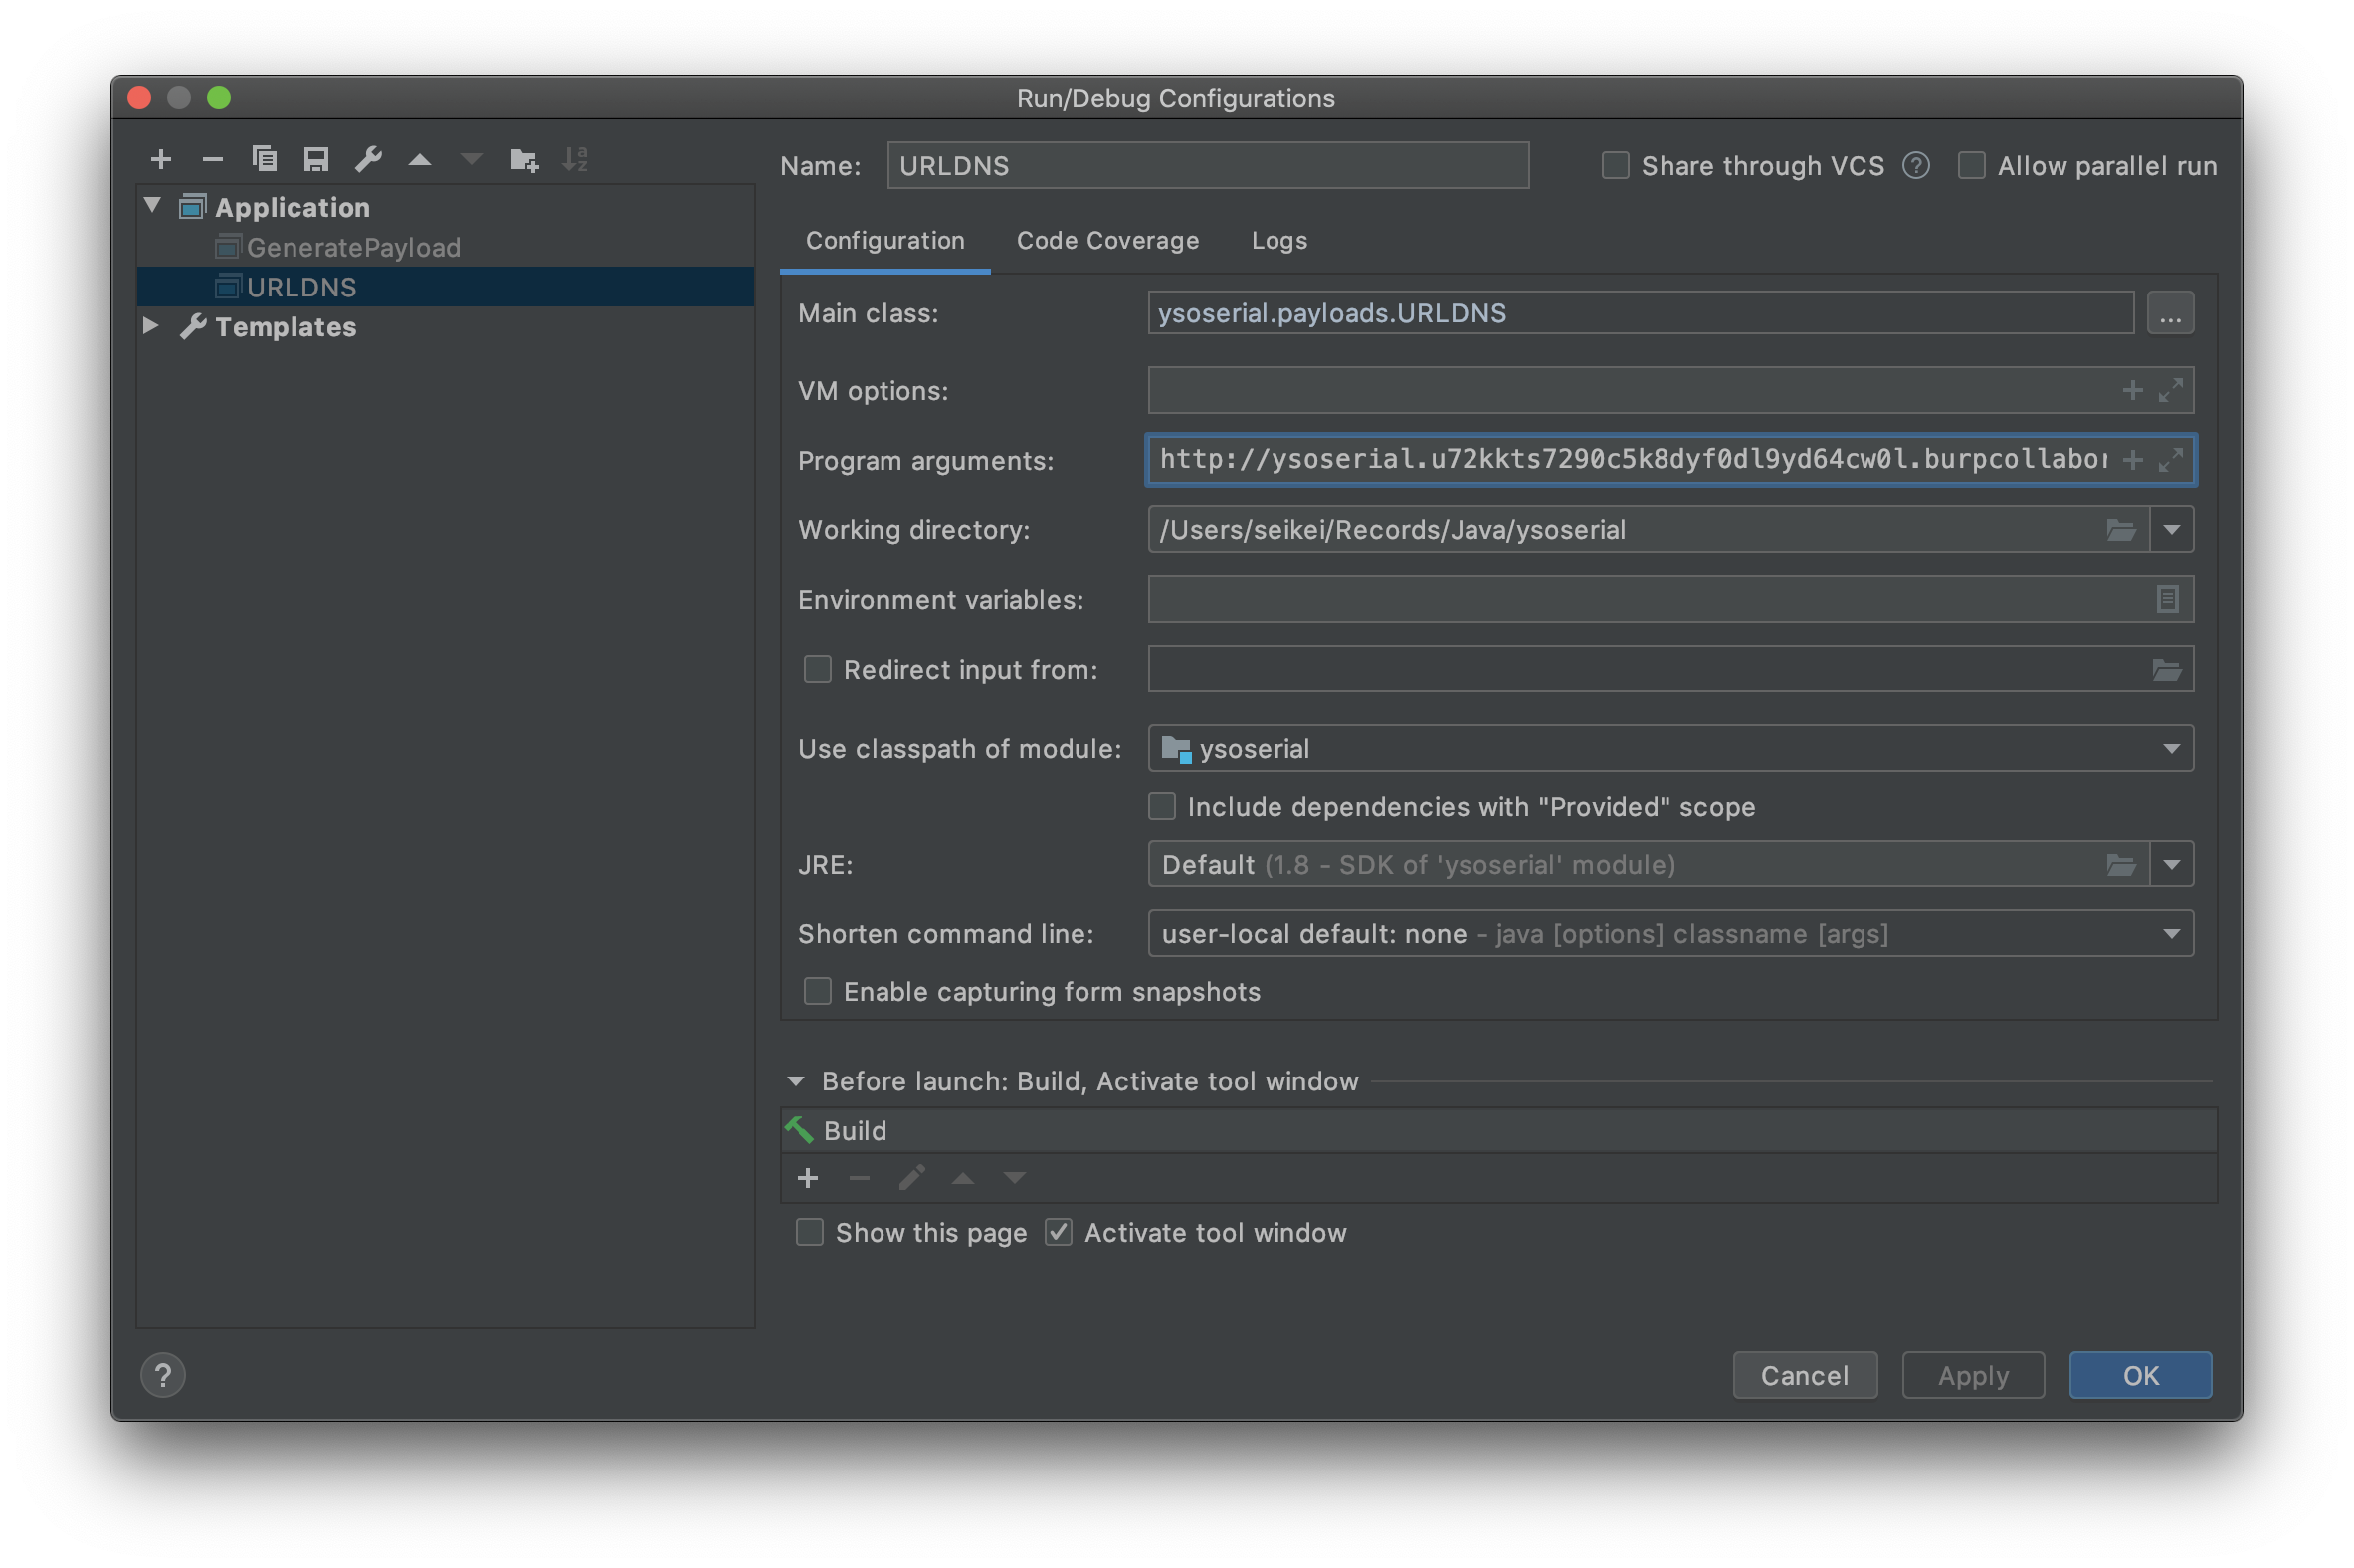 Run/Debug Configurations
Name: URLDNS
Share through VCS ?
Allow parallel run
Application
GeneratePayload
URLDNS
Templates
Configuration Code Coverage Logs
Main class: ysoserial.payloads.URLDNS ...
VM options:
Program arguments: http://ysoserial.u72kkts7290c5k8dyf0dl9yd64cw0l.burpcollabor
Working directory: /Users/seikei/Records/Java/ysoserial
Environment variables:
Redirect input from:
Use classpath of module: ysoserial
Include dependencies with "Provided" scope
JRE: Default (1.8 - SDK of 'ysoserial' module)
Shorten command line: user-local default: none - java [options] classname [args]
Enable capturing form snapshots
Before launch: Build, Activate tool window
Build
Show this page Activate tool window
? Cancel Apply OK